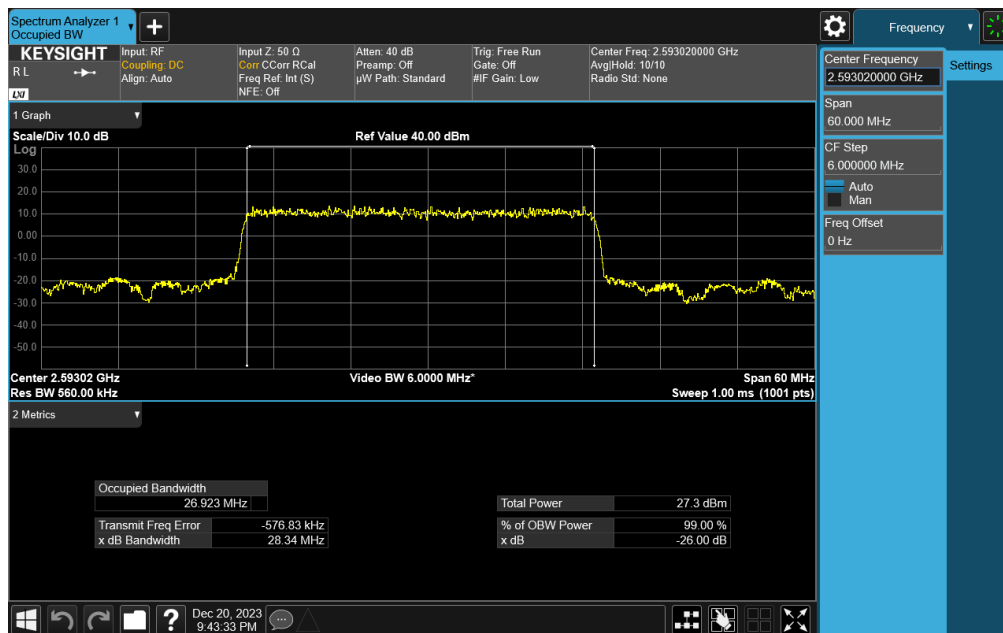 Spectrum Analyzer 1
Occupied BW
Frequency
KEYSIGHT
R L
LXI
Input: RF
Coupling: DC
Align: Auto
Input Z: 50 Ω
Corr CCorr RCal
Freq Ref: Int (S)
NFE: Off
Atten: 40 dB
Preamp: Off
µW Path: Standard
Trig: Free Run
Gate: Off
#IF Gain: Low
Center Freq: 2.593020000 GHz
Avg|Hold: 10/10
Radio Std: None
Center Frequency
2.593020000 GHz
Settings
Span
60.000 MHz
CF Step
6.000000 MHz
Auto
Man
Freq Offset
0 Hz
1 Graph
Scale/Div 10.0 dB
Ref Value 40.00 dBm
Log
30.0
20.0
10.0
0.00
-10.0
-20.0
-30.0
-40.0
-50.0
Center 2.59302 GHz
Video BW 6.0000 MHz*
Span 60 MHz
Res BW 560.00 kHz
Sweep 1.00 ms (1001 pts)
2 Metrics
Occupied Bandwidth
26.923 MHz
Total Power 27.3 dBm
Transmit Freq Error -576.83 kHz
% of OBW Power 99.00 %
x dB Bandwidth 28.34 MHz
x dB -26.00 dB
Dec 20, 2023
9:43:33 PM